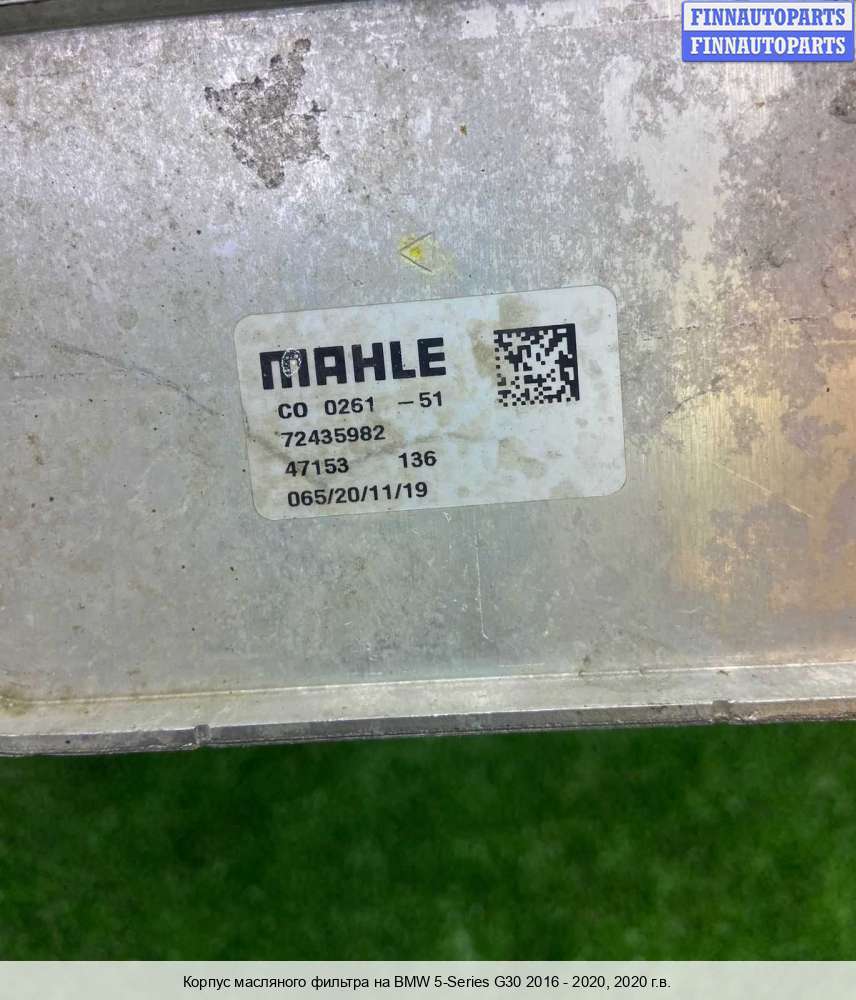 FINNAUTOPARTS
FINNAUTOPARTS
MAHLE
CO 0261 –51
72435982
47153 136
065/20/11/19
Корпус масляного фильтра на BMW 5-Series G30 2016 - 2020, 2020 г.в.